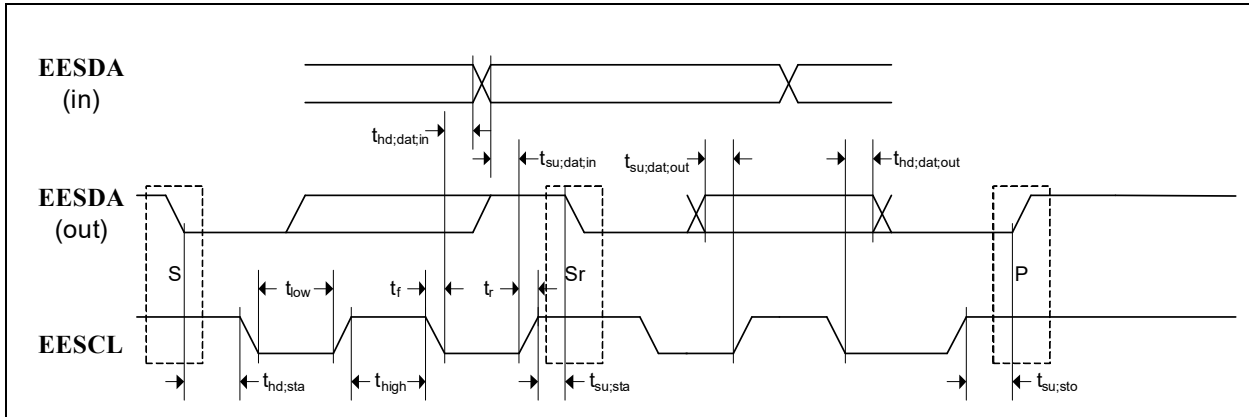 EESDA
(in)
t_hd;dat;in
t_su;dat;in
t_su;dat;out
t_hd;dat;out
EESDA
(out)
S
Sr
P
t_low
t_f
t_r
EESCL
t_hd;sta
t_high
t_su;sta
t_su;sto